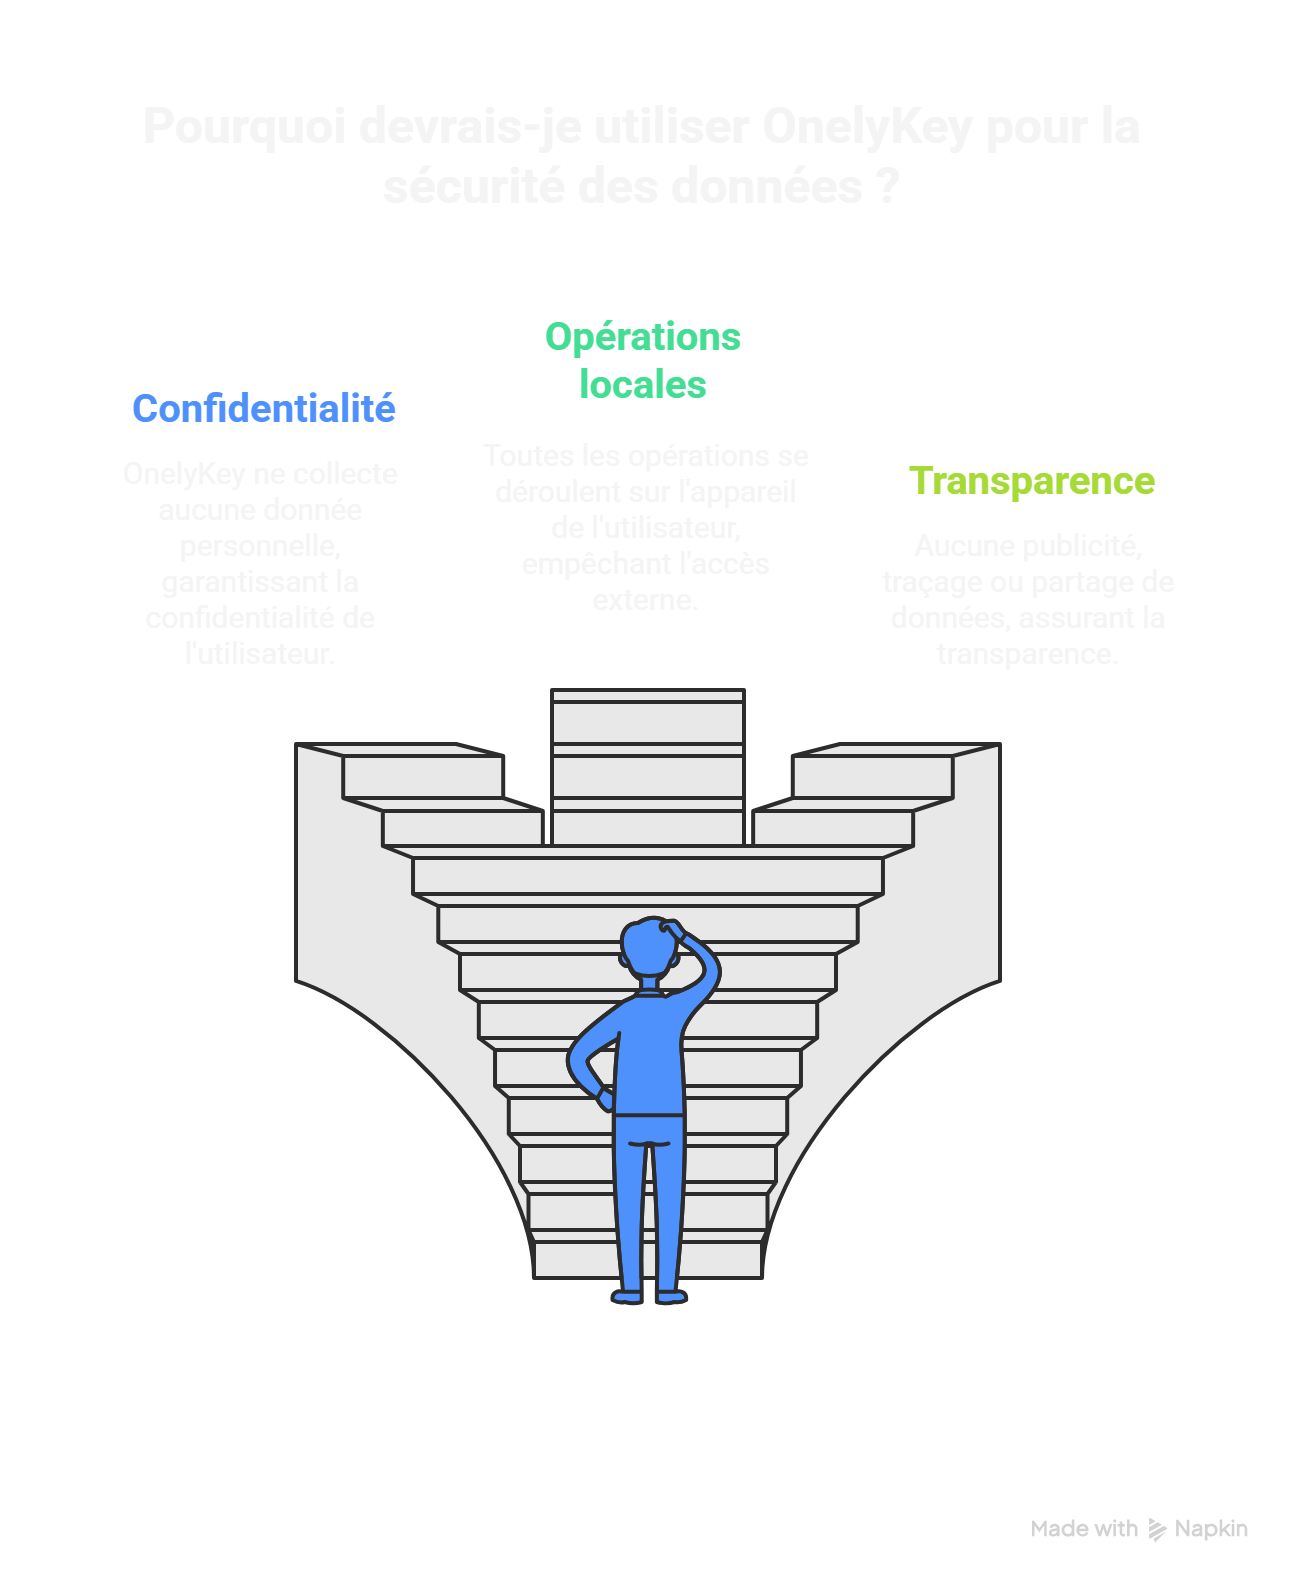 Pourquoi devrais-je utiliser OnelyKey pour la
sécurité des données ?
Confidentialité
OnelyKey ne collecte
aucune donnée
personnelle,
garantissant la
confidentialité de
l'utilisateur.
Opérations
locales
Toutes les opérations se
déroulent sur l'appareil
de l'utilisateur,
empêchant l'accès
externe.
Transparence
Aucune publicité,
traçage ou partage de
données, assurant la
transparence.
Made with Napkin